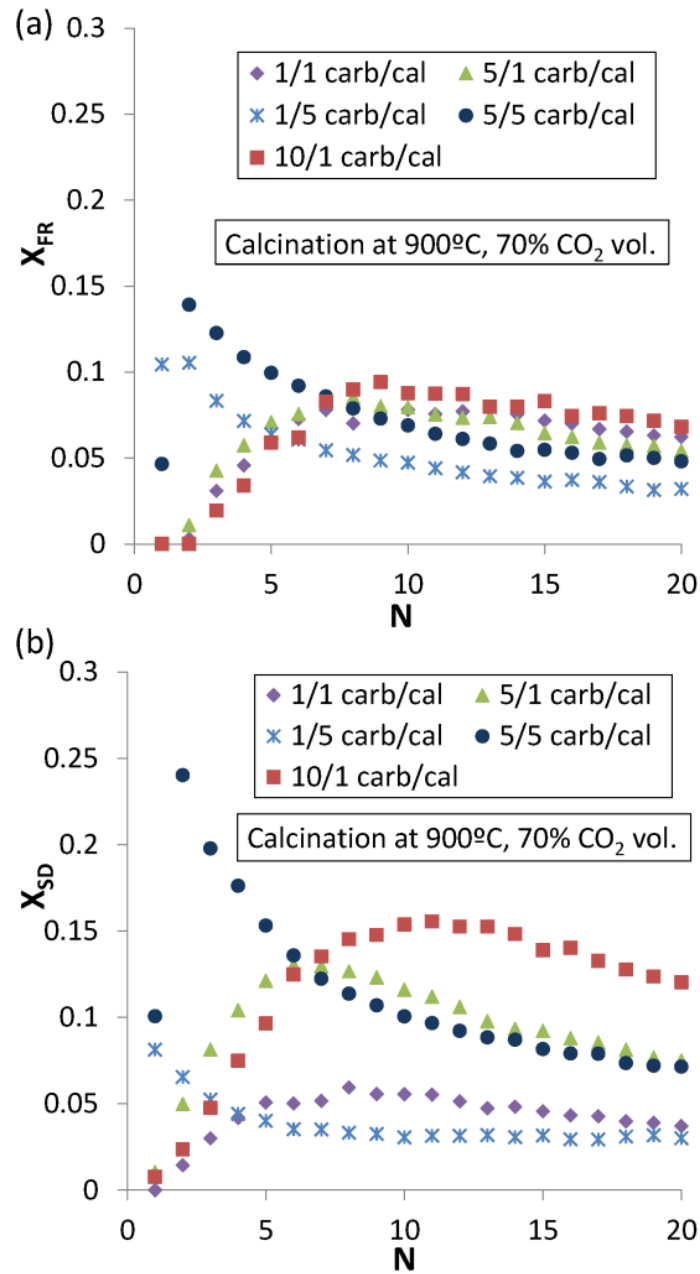 (a)
0.3
0.25
0.2
0.15
0.1
0.05
0
X_FR
1/1 carb/cal 5/1 carb/cal
1/5 carb/cal 5/5 carb/cal
10/1 carb/cal
Calcination at 900ºC, 70% CO₂ vol.
0 5 10 15 20
N
(b)
0.3
0.25
0.2
0.15
0.1
0.05
0
X_SD
1/1 carb/cal 5/1 carb/cal
1/5 carb/cal 5/5 carb/cal
10/1 carb/cal
Calcination at 900ºC, 70% CO₂ vol.
0 5 10 15 20
N